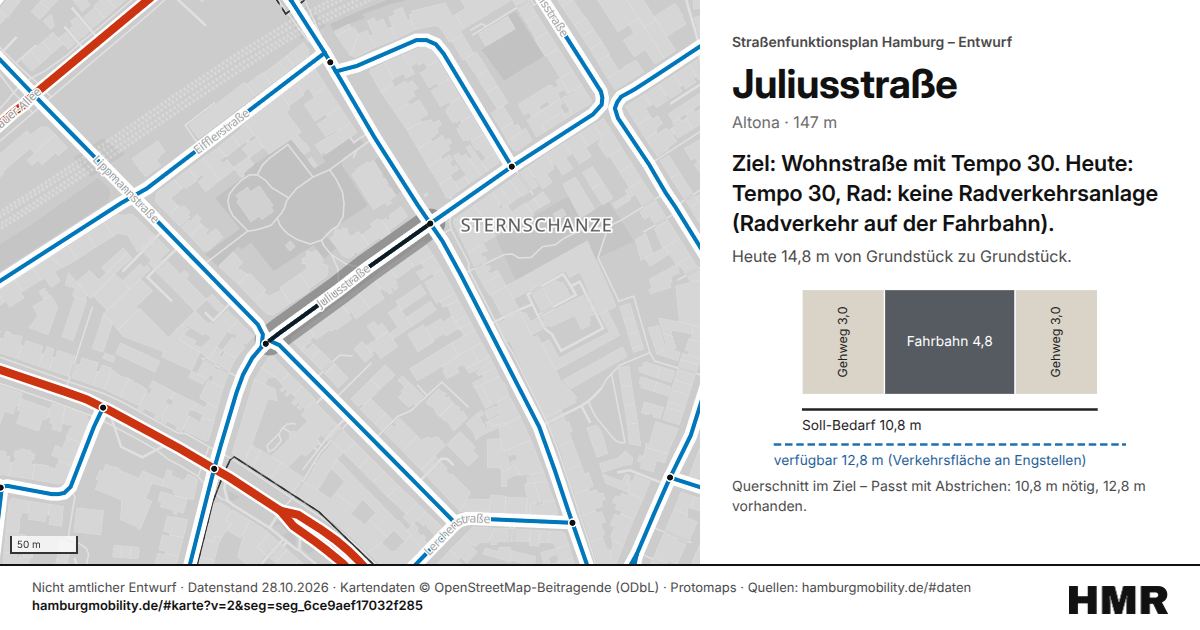 Straßenfunktionsplan Hamburg – Entwurf
Juliusstraße
Altona · 147 m
Ziel: Wohnstraße mit Tempo 30. Heute:
Tempo 30, Rad: keine Radverkehrsanlage
(Radverkehr auf der Fahrbahn).
Heute 14,8 m von Grundstück zu Grundstück.
Gehweg 3,0
Fahrbahn 4,8
Gehweg 3,0
Soll-Bedarf 10,8 m
verfügbar 12,8 m (Verkehrsfläche an Engstellen)
Querschnitt im Ziel – Passt mit Abstrichen: 10,8 m nötig, 12,8 m
vorhanden.
Eifflerstraße
Lippmannstraße
STERNSCHANZE
Juliusstraße
Lerchenstraße
50 m
Nicht amtlicher Entwurf · Datenstand 28.10.2026 · Kartendaten © OpenStreetMap-Beitragende (ODbL) · Protomaps · Quellen: hamburgmobility.de/#daten
hamburgmobility.de/#karte?v=2&seg=seg_6ce9aef17032f285
HMR